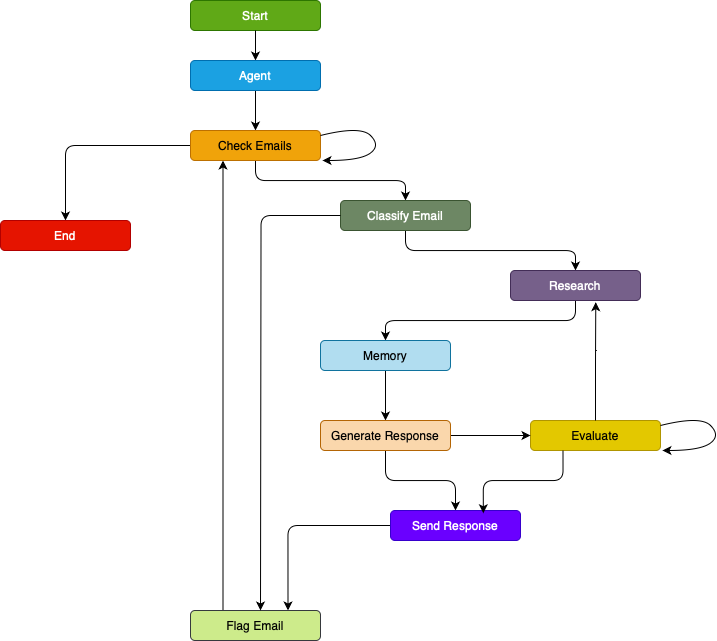 Start
Agent
Check Emails
Classify Email
End
Research
Memory
Generate Response
Evaluate
Send Response
Flag Email